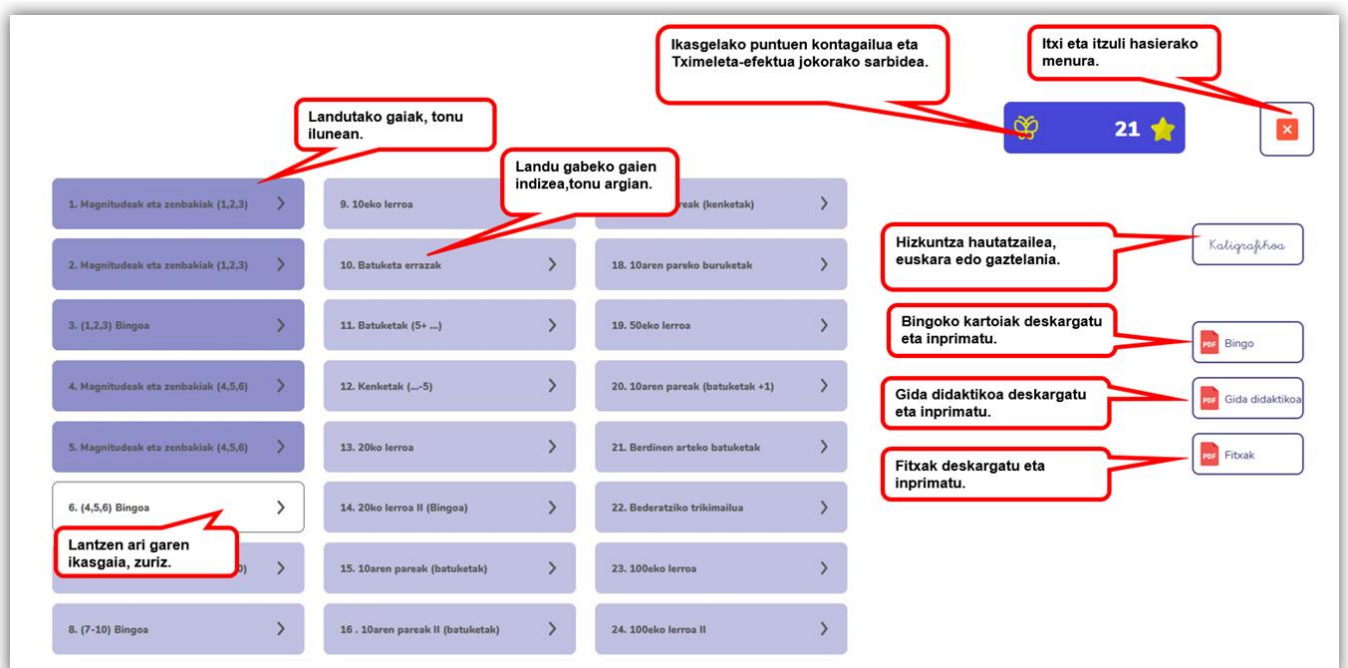 Ikasgelako puntuen kontagailua eta
Tximeleta-efektua jokorako sarbidea.
Itxi eta itzuli hasierako
menura.
Landutako gaiak, tonu
ilunean.
21
Landu gabeko gaien
indizea,tonu argian.
1. Magnitudeak eta zenbakiak (1,2,3)
2. Magnitudeak eta zenbakiak (1,2,3)
3. (1,2,3) Bingoa
4. Magnitudeak eta zenbakiak (4,5,6)
5. Magnitudeak eta zenbakiak (4,5,6)
6. (4,5,6) Bingoa
Lantzen ari garen
ikasgaia, zuriz.
8. (7-10) Bingoa
9. 10eko lerroa
10. Batuketa errazak
11. Batuketak (5+ ...)
12. Kenketak (...-5)
13. 20ko lerroa
14. 20ko lerroa II (Bingoa)
15. 10aren pareak (batuketak)
16 . 10aren pareak II (batuketak)
(kenketak)
18. 10aren pareko buruketak
19. 50eko lerroa
20. 10aren pareak (batuketak +1)
21. Berdinen arteko batuketak
22. Bederatziko trikimailua
23. 100eko lerroa
24. 100eko lerroa II
Hizkuntza hautatzailea,
euskara edo gaztelania.
Kaligrafikoa
Bingoko kartoiak deskargatu
eta inprimatu.
PDF Bingo
Gida didaktikoa deskargatu
eta inprimatu.
PDF Gida didaktikoa
Fitxak deskargatu eta
inprimatu.
PDF Fitxak